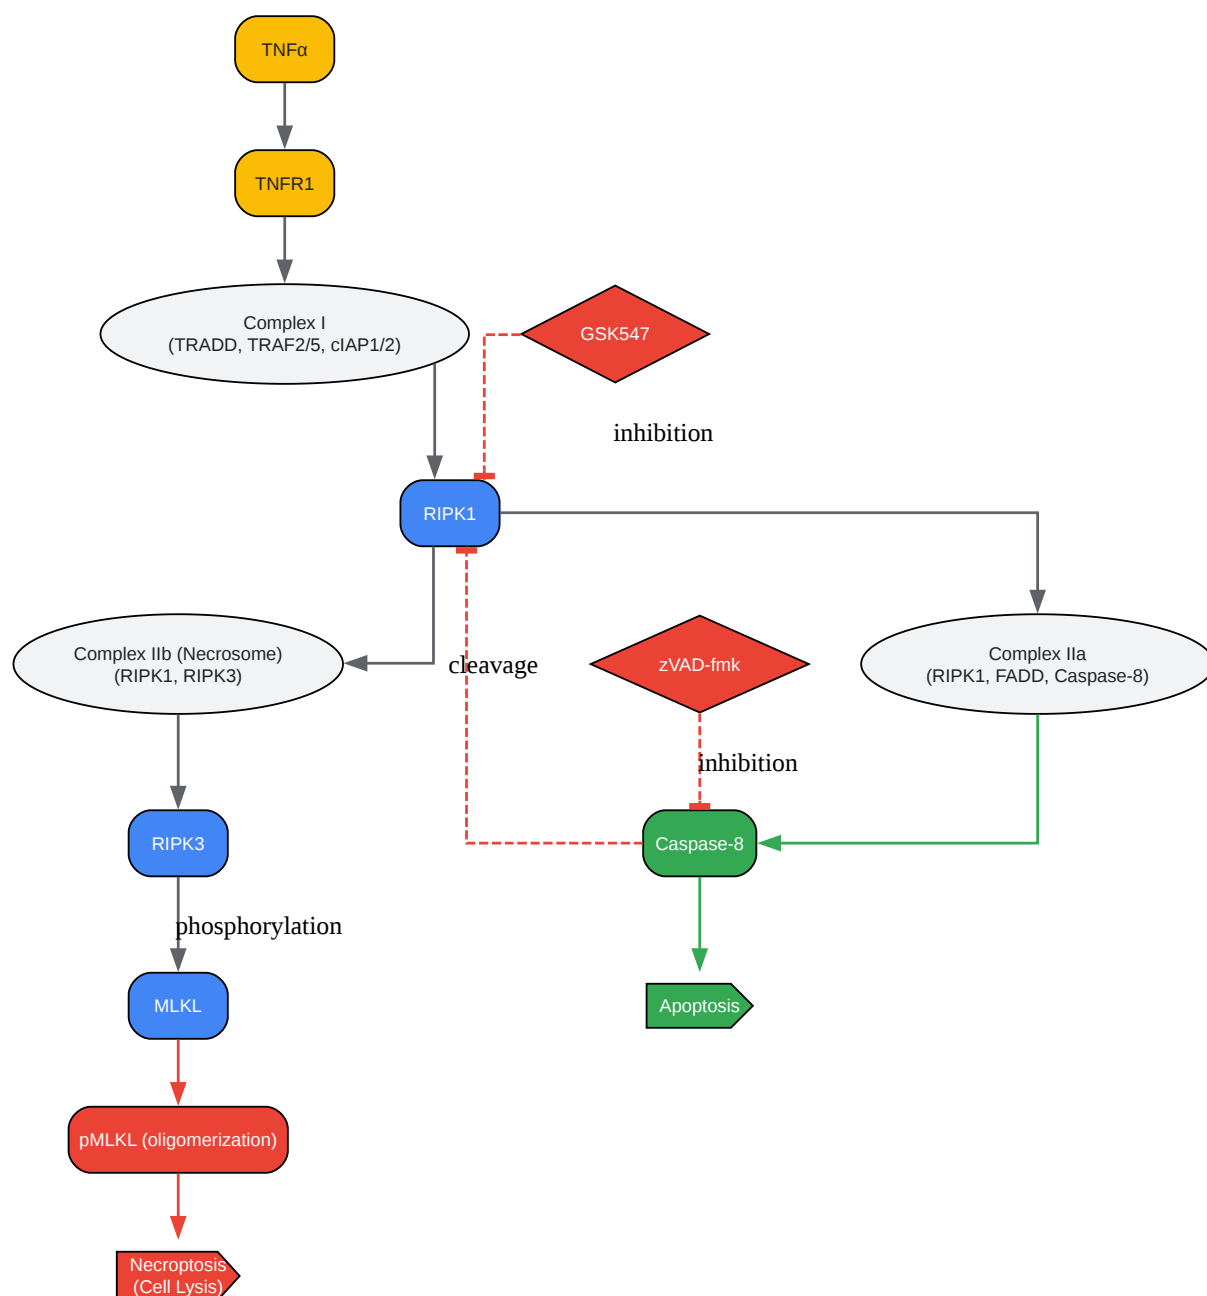 TNFα
TNFR1
Complex I
(TRADD, TRAF2/5, cIAP1/2)
GSK547
inhibition
RIPK1
Complex IIb (Necrosome)
(RIPK1, RIPK3)
cleavage
zVAD-fmk
Complex IIa
(RIPK1, FADD, Caspase-8)
inhibition
RIPK3
Caspase-8
phosphorylation
MLKL
Apoptosis
pMLKL (oligomerization)
Necroptosis
(Cell Lysis)